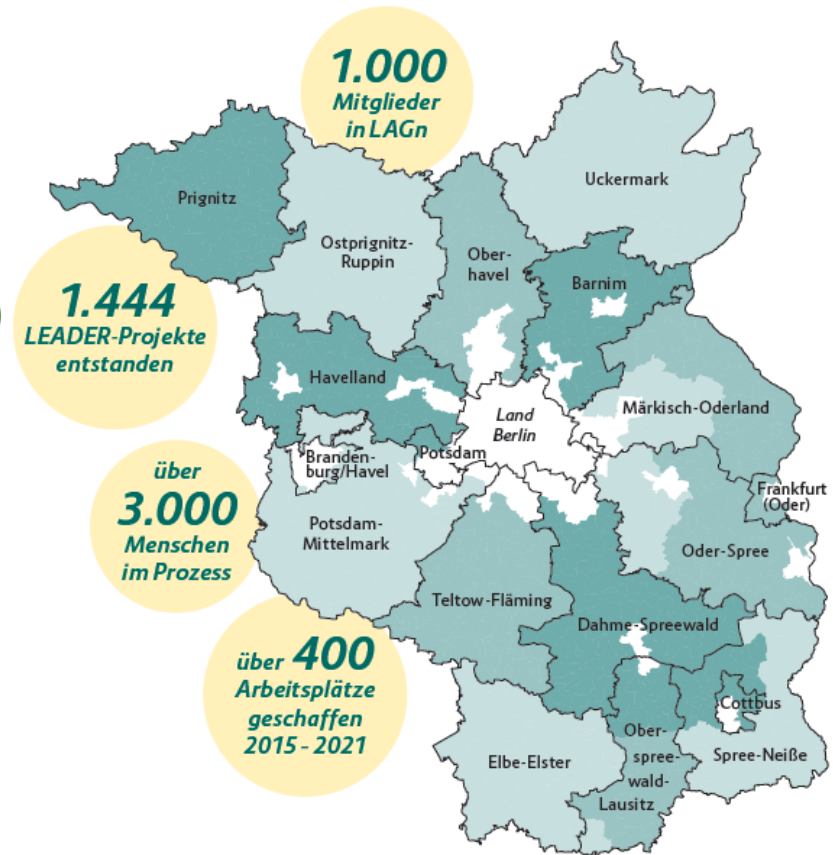 1.000
Mitglieder
in LAGn
Uckermark
Prignitz
Ostprignitz-
Ruppin
Ober-
havel
Barnim
1.444
LEADER-Projekte
entstanden
Havelland
Märkisch-Oderland
Land
Berlin
Branden-
burg/Havel
Potsdam
Frankfurt
(Oder)
über
3.000
Menschen
im Prozess
Potsdam-
Mittelmark
Oder-Spree
Teltow-Fläming
Dahme-Spreewald
über 400
Arbeitsplätze
geschaffen
2015 - 2021
Cottbus
Ober-
spree-
wald-
Lausitz
Elbe-Elster
Spree-Neiße